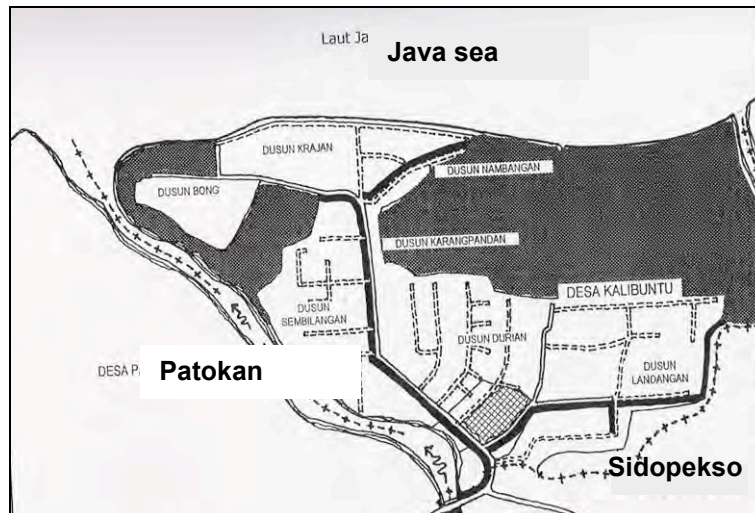 Laut Ja
Java sea
DUSUN KRAJAN
DUSUN NAMBANGAN
DUSUN BONG
DUSUN KARANGPANDAN
DESA KALIBUNTU
DUSUN
SEMBILANGAN
DUSUN DURIAN
DESA PA
Patokan
DUSUN
LANDANGAN
Sidopekso